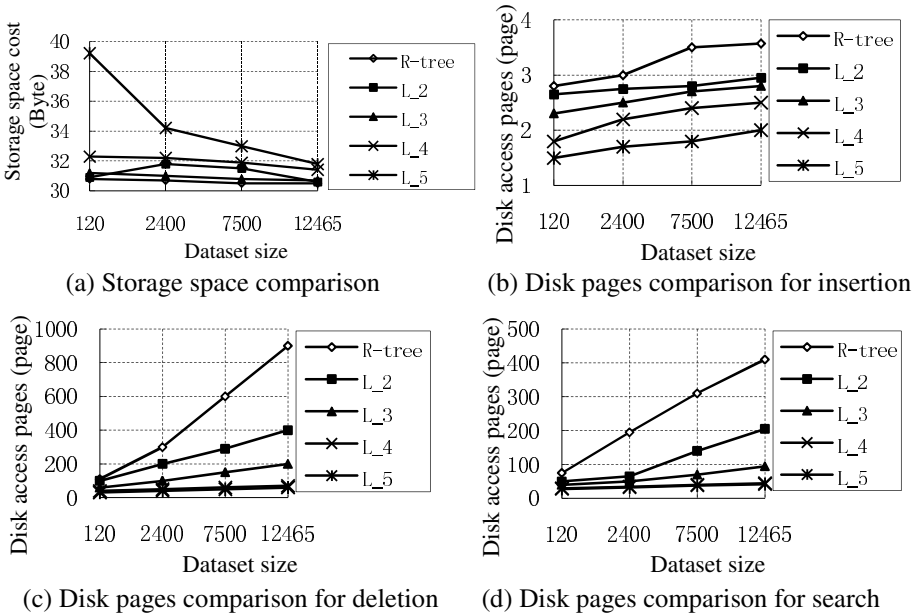 Storage space cost
(Byte)
40
38
36
34
32
30
120 2400 7500 12465
Dataset size
R-tree
L_2
L_3
L_4
L_5
(a) Storage space comparison
Disk access pages (page)
4
3
2
1
120 2400 7500 12465
Dataset size
R-tree
L_2
L_3
L_4
L_5
(b) Disk pages comparison for insertion
Disk access pages (page)
1000
800
600
400
200
0
120 2400 7500 12465
Dataset size
R-tree
L_2
L_3
L_4
L_5
(c) Disk pages comparison for deletion
Disk access pages (page)
500
400
300
200
100
0
120 2400 7500 12465
Dataset size
R-tree
L_2
L_3
L_4
L_5
(d) Disk pages comparison for search